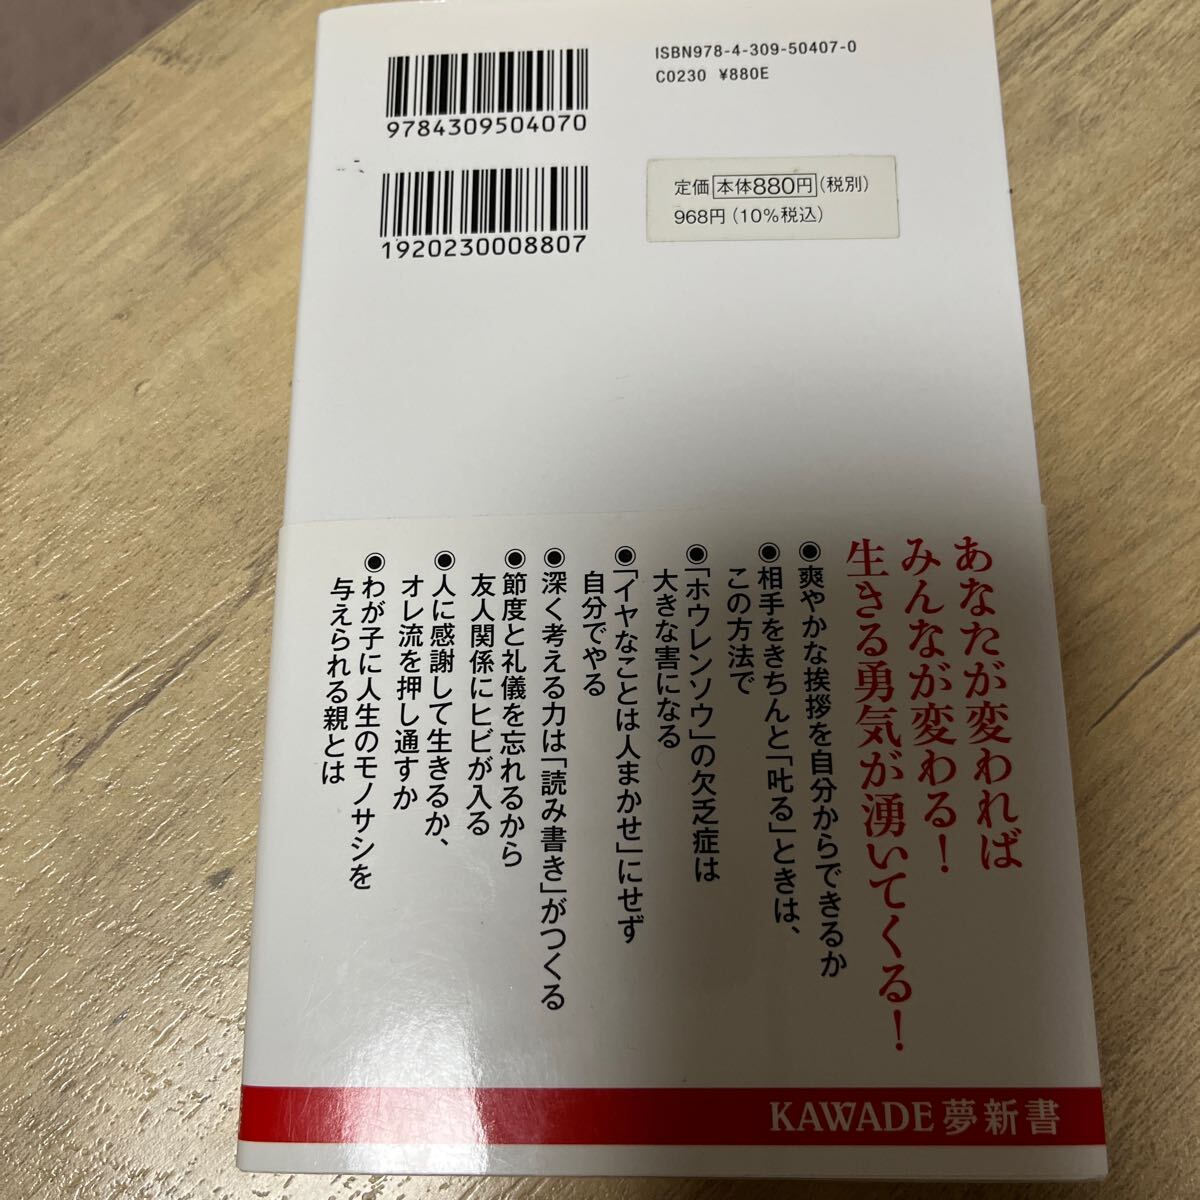 9784309504070
ISBN978-4-309-50407-0
C0230 ¥880E
1920230008807
定価 本体880円 (税別)
968円 (10%税込)
あなたが変われば
みんなが変わる!
生きる勇気が湧いてくる!
◉爽やかな挨拶を自分からできるか
◉相手をきちんと「叱る」ときは、
この方法で
◉「ホウレンソウ」の欠乏症は
大きな害になる
◉「イヤなことは人まかせ」にせず
自分でやる
◉深く考える力は「読み書き」がつくる
◉節度と礼儀を忘れるから
友人関係にヒビが入る
◉人に感謝して生きるか、
オレ流を押し通すか
◉わが子に人生のモノサシを
与えられる親とは
KAWADE夢新書